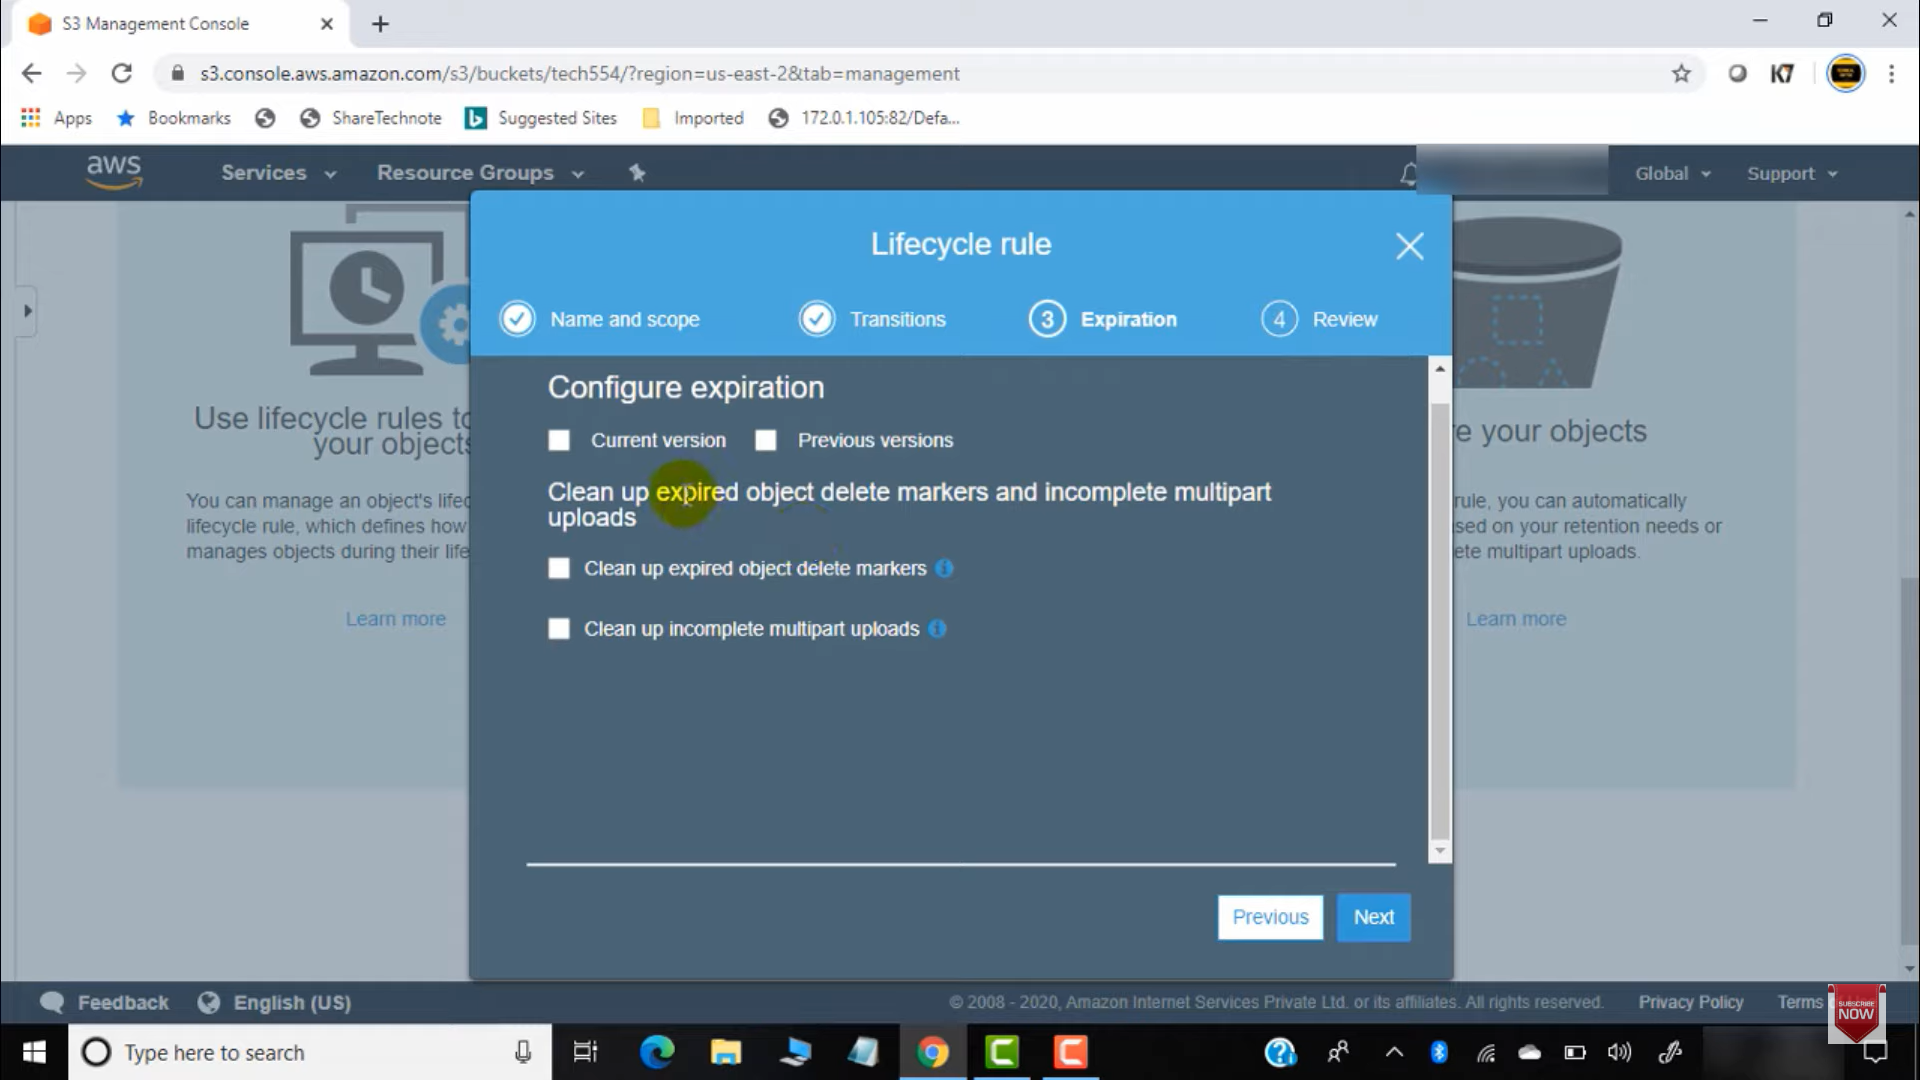 S3 Management Console
s3.console.aws.amazon.com/s3/buckets/tech554/?region=us-east-2&tab=management
K7
Apps
Bookmarks
ShareTechnote
Suggested Sites
Imported
172.0.1.105:82/Defa...
aws
Services
Resource Groups
Global
Support
Lifecycle rule
Name and scope
Transitions
3 Expiration
4 Review
Configure expiration
Current version
Previous versions
Clean up expired object delete markers and incomplete multipart
uploads
Clean up expired object delete markers
Clean up incomplete multipart uploads
Previous
Next
Use lifecycle rules to
your objects
You can manage an object's lifec
lifecycle rule, which defines how
manages objects during their life
Learn more
e your objects
rule, you can automatically
sed on your retention needs or
ete multipart uploads.
Learn more
Feedback
English (US)
© 2008 - 2020, Amazon Internet Services Private Ltd. or its affiliates. All rights reserved.
Privacy Policy
Terms
SUBSCRIBE
NOW
Type here to search